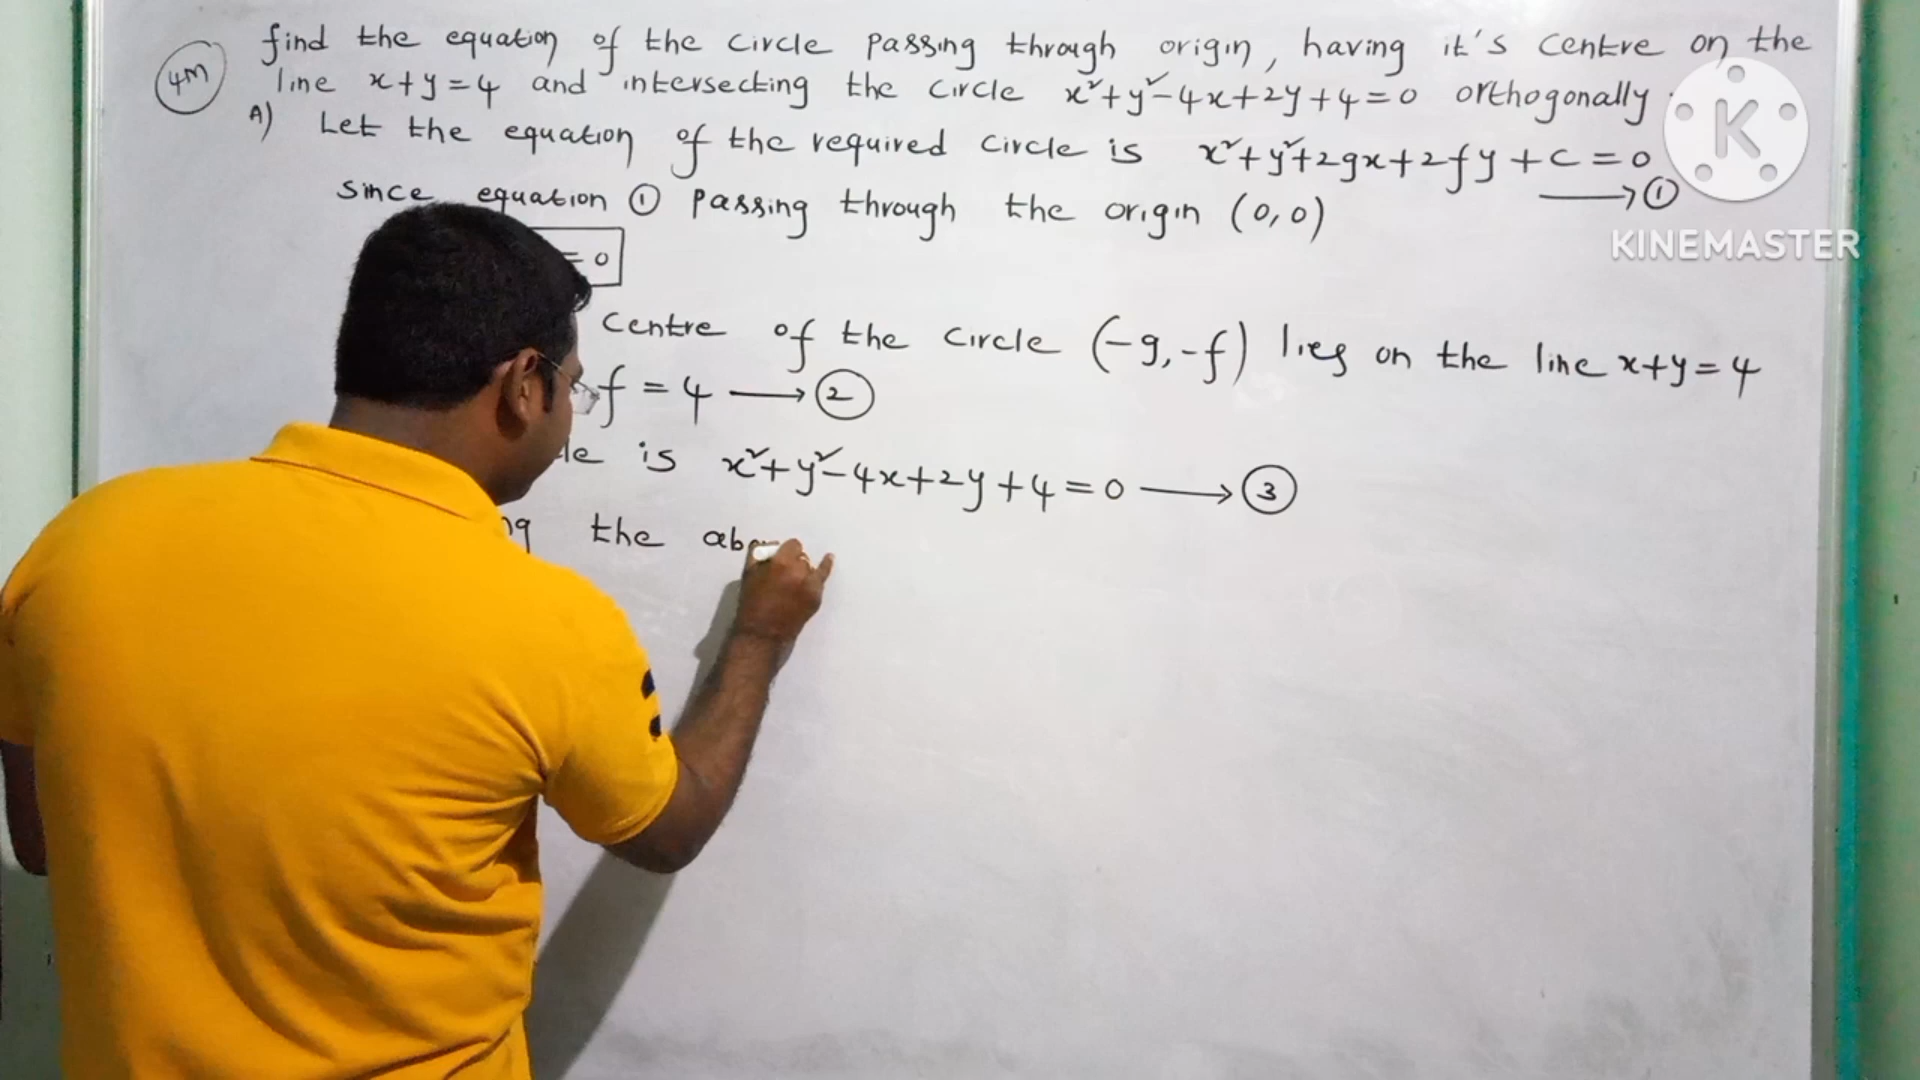 find the equation of the circle passing through origin, having it's centre on the
4M
line x+y=4 and intersecting the circle x²+y²-4x+2y+4=0 orthogonally.
A) Let the equation of the required circle is x²+y²+2gx+2fy+c=0
→①
since equation ① passing through the origin (0,0)
= 0
centre of the circle (-g,-f) lies on the line x+y=4
f = 4 → ②
is x²+y²-4x+2y+4=0 → ③
the
K
KINEMASTER